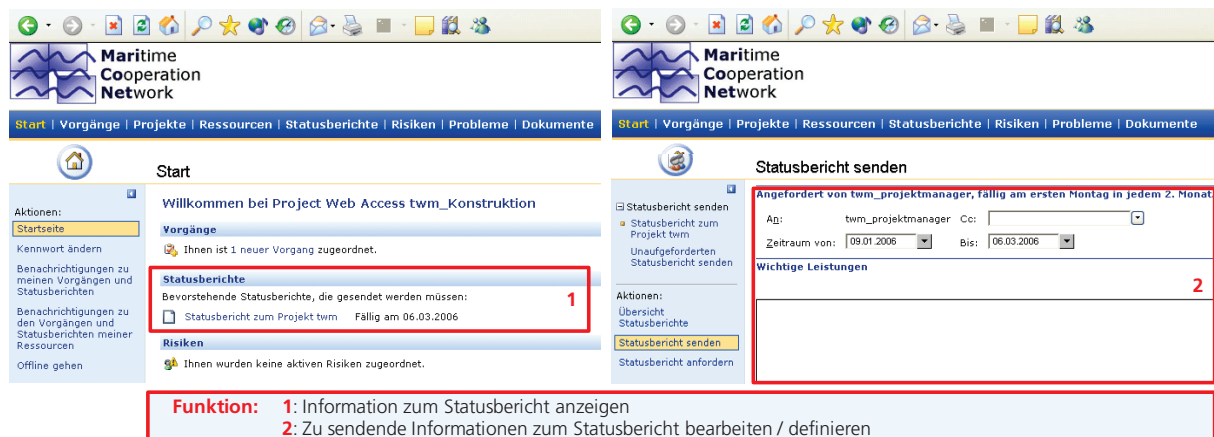 Maritime
Cooperation
Network
Start | Vorgänge | Projekte | Ressourcen | Statusberichte | Risiken | Probleme | Dokumente
Start
Aktionen:
Startseite
Kennwort ändern
Benachrichtigungen zu
meinen Vorgängen und
Statusberichten
Benachrichtigungen zu
den Vorgängen und
Statusberichten meiner
Ressourcen
Offline gehen
Willkommen bei Project Web Access twm_Konstruktion
Vorgänge
Ihnen ist 1 neuer Vorgang zugeordnet.
Statusberichte
Bevorstehende Statusberichte, die gesendet werden müssen:
1
Statusbericht zum Projekt twm Fällig am 06.03.2006
Risiken
Ihnen wurden keine aktiven Risiken zugeordnet.
Maritime
Cooperation
Network
Start | Vorgänge | Projekte | Ressourcen | Statusberichte | Risiken | Probleme | Dokumente
Statusbericht senden
Statusbericht senden
Statusbericht zum
Projekt twm
Unaufgeforderten
Statusbericht senden
Aktionen:
Übersicht
Statusberichte
Statusbericht senden
Statusbericht anfordern
Angefordert von twm_projektmanager, fällig am ersten Montag in jedem 2. Monat
An: twm_projektmanager Cc:
Zeitraum von: 09.01.2006 Bis: 06.03.2006
Wichtige Leistungen
2
Funktion: 1: Information zum Statusbericht anzeigen
2: Zu sendende Informationen zum Statusbericht bearbeiten / definieren